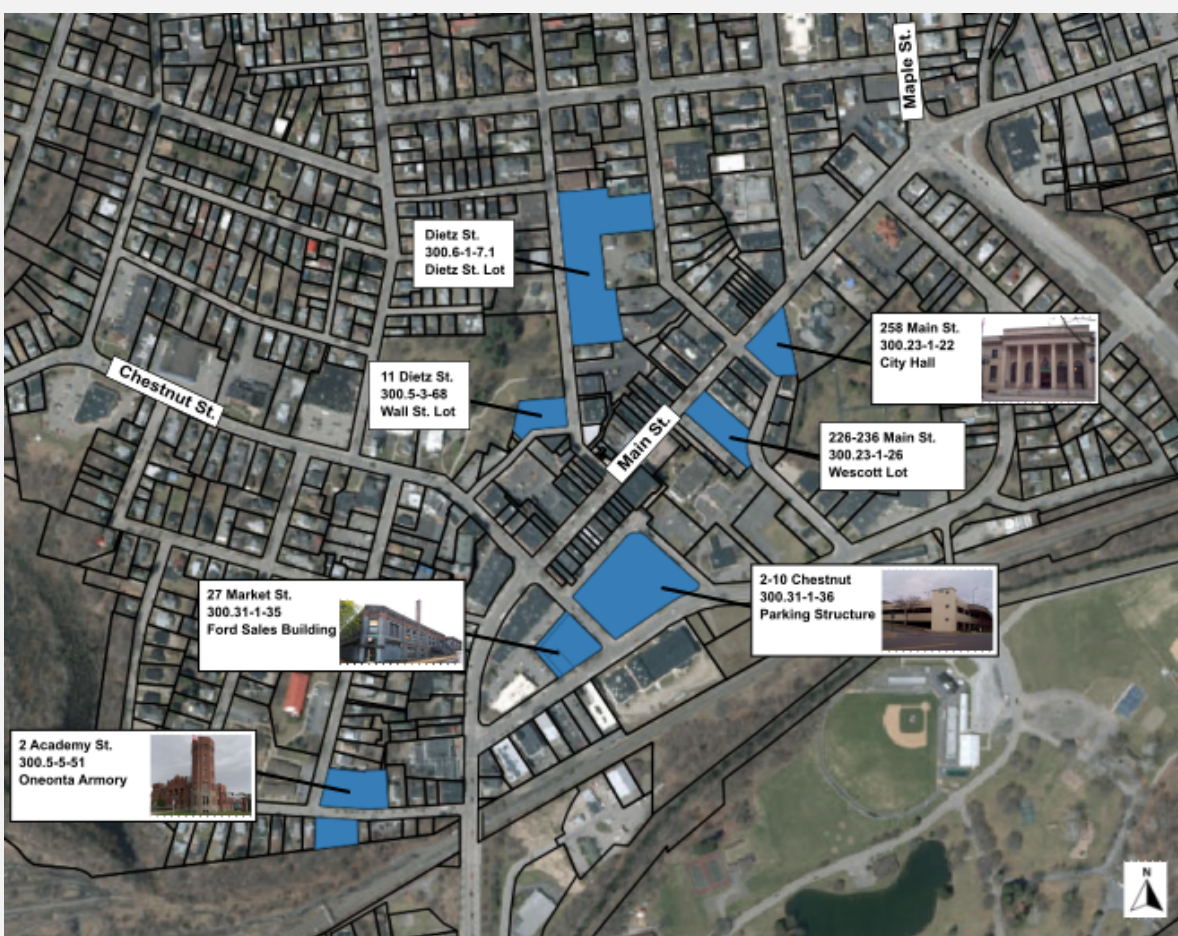 Maple St.
Dietz St.
300.6-1-7.1
Dietz St. Lot
258 Main St.
300.23-1-22
City Hall
Chestnut St.
11 Dietz St.
300.5-3-68
Wall St. Lot
Main St.
226-236 Main St.
300.23-1-26
Wescott Lot
27 Market St.
300.31-1-35
Ford Sales Building
2-10 Chestnut
300.31-1-36
Parking Structure
2 Academy St.
300.5-5-51
Oneonta Armory
N